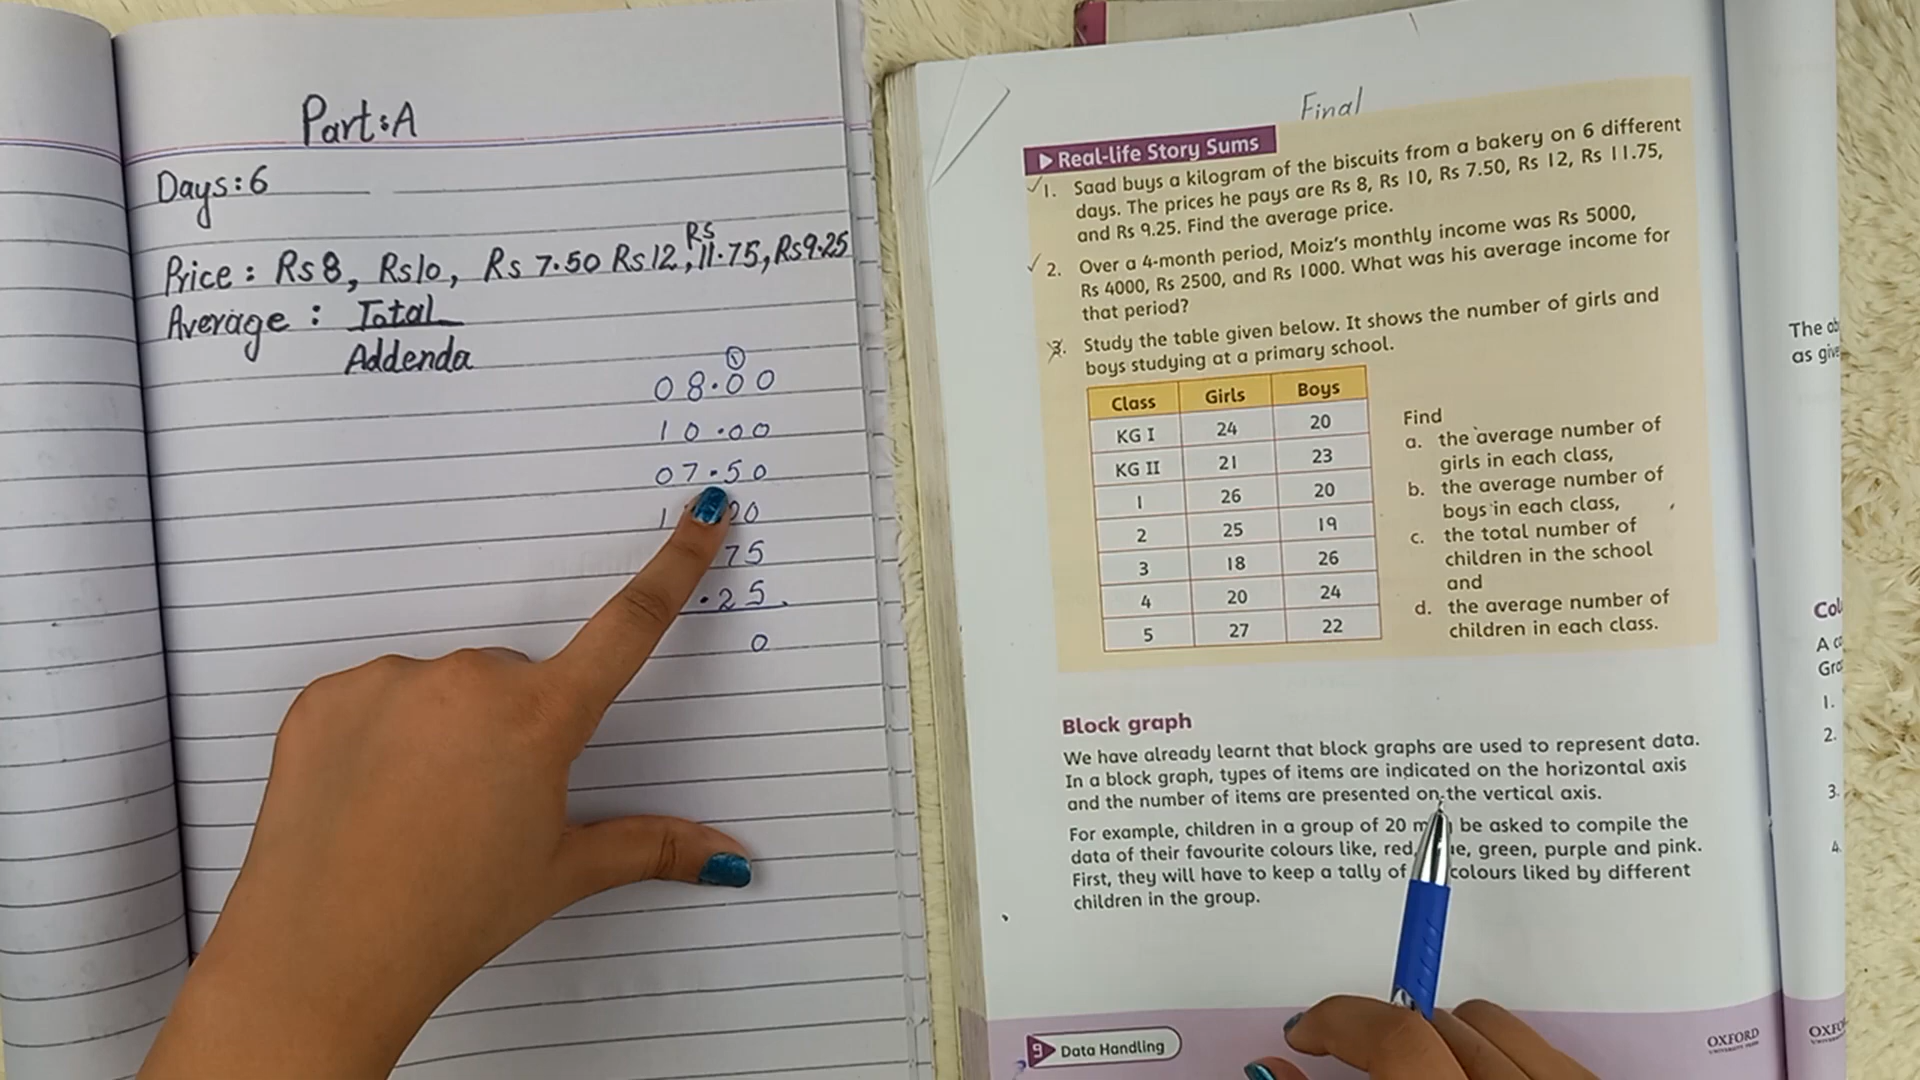 Part:A
Days:6
Price: Rs8, Rs10, Rs 7.50 Rs12, Rs 11.75, Rs9.25
Average: Total
Addenda
1
08.00
10.00
07.50
1 00
75
.25
0
Final
Real-life Story Sums
1. Saad buys a kilogram of the biscuits from a bakery on 6 different
days. The prices he pays are Rs 8, Rs 10, Rs 7.50, Rs 12, Rs 11.75,
and Rs 9.25. Find the average price.
2. Over a 4-month period, Moiz's monthly income was Rs 5000,
Rs 4000, Rs 2500, and Rs 1000. What was his average income for
that period?
3. Study the table given below. It shows the number of girls and
boys studying at a primary school.
Class Girls Boys
KG I 24 20
KG II 21 23
1 26 20
2 25 19
3 18 26
4 20 24
5 27 22
Find
a. the average number of
girls in each class,
b. the average number of
boys in each class,
c. the total number of
children in the school
and
d. the average number of
children in each class.
Block graph
We have already learnt that block graphs are used to represent data.
In a block graph, types of items are indicated on the horizontal axis
and the number of items are presented on the vertical axis.
For example, children in a group of 20 m be asked to compile the
data of their favourite colours like, red, ue, green, purple and pink.
First, they will have to keep a tally of colours liked by different
children in the group.
9 Data Handling
OXFORD
UNIVERSITY PRESS
The
as
1.
2.
3.
4.